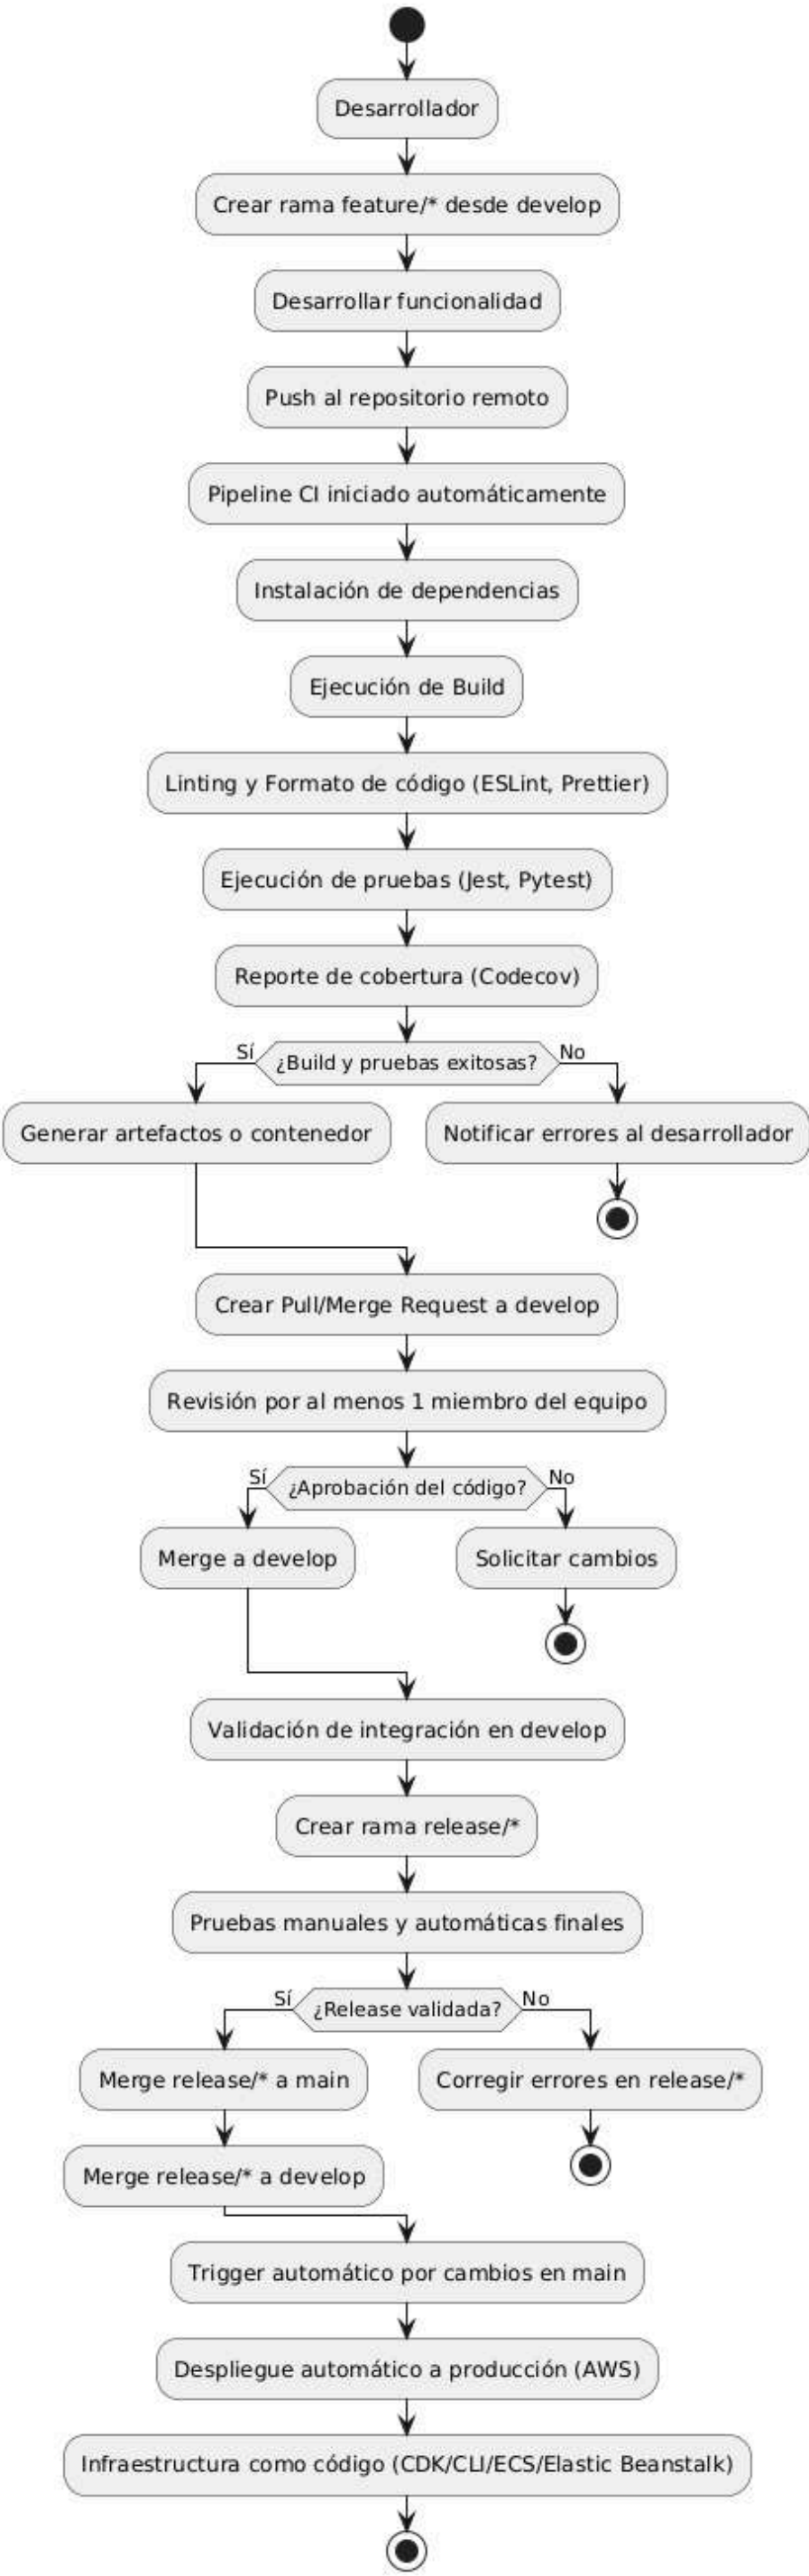 Desarrollador
Crear rama feature/* desde develop
Desarrollar funcionalidad
Push al repositorio remoto
Pipeline CI iniciado automáticamente
Instalación de dependencias
Ejecución de Build
Linting y Formato de código (ESLint, Prettier)
Ejecución de pruebas (Jest, Pytest)
Reporte de cobertura (Codecov)
Sí
¿Build y pruebas exitosas?
No
Generar artefactos o contenedor
Notificar errores al desarrollador
Crear Pull/Merge Request a develop
Revisión por al menos 1 miembro del equipo
Sí
¿Aprobación del código?
No
Merge a develop
Solicitar cambios
Validación de integración en develop
Crear rama release/*
Pruebas manuales y automáticas finales
Sí
¿Release validada?
No
Merge release/* a main
Corregir errores en release/*
Merge release/* a develop
Trigger automático por cambios en main
Despliegue automático a producción (AWS)
Infraestructura como código (CDK/CLI/ECS/Elastic Beanstalk)